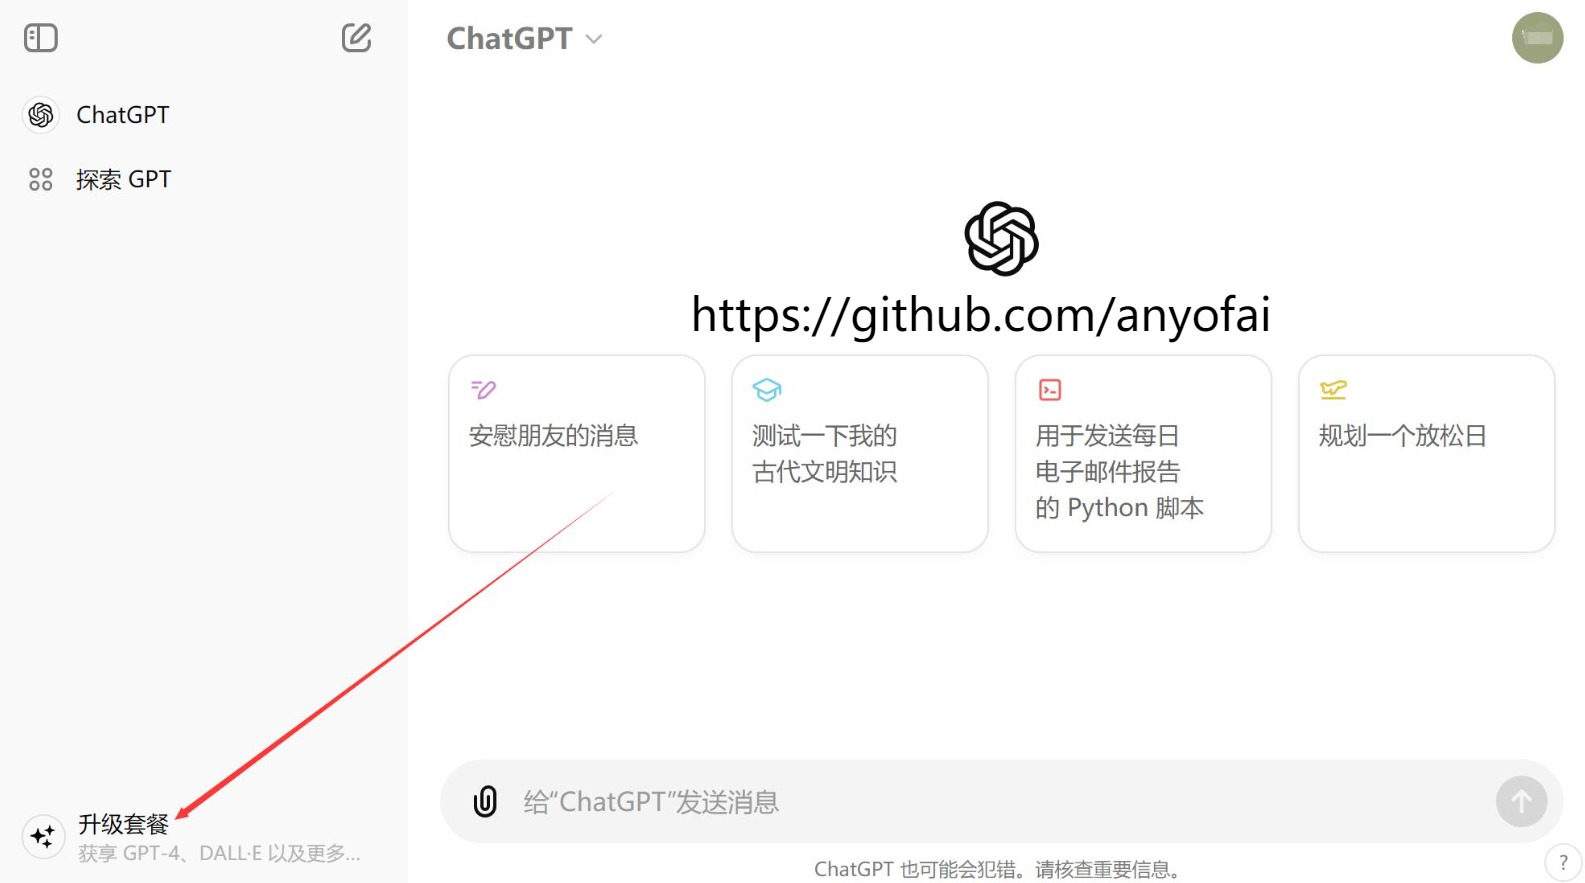 ChatGPT
ChatGPT
探索 GPT
https://github.com/anyofai
安慰朋友的消息
测试一下我的
古代文明知识
用于发送每日
电子邮件报告
的 Python 脚本
规划一个放松日
升级套餐
获享 GPT-4、DALL·E 以及更多...
给“ChatGPT”发送消息
ChatGPT 也可能会犯错。请核查重要信息。
?